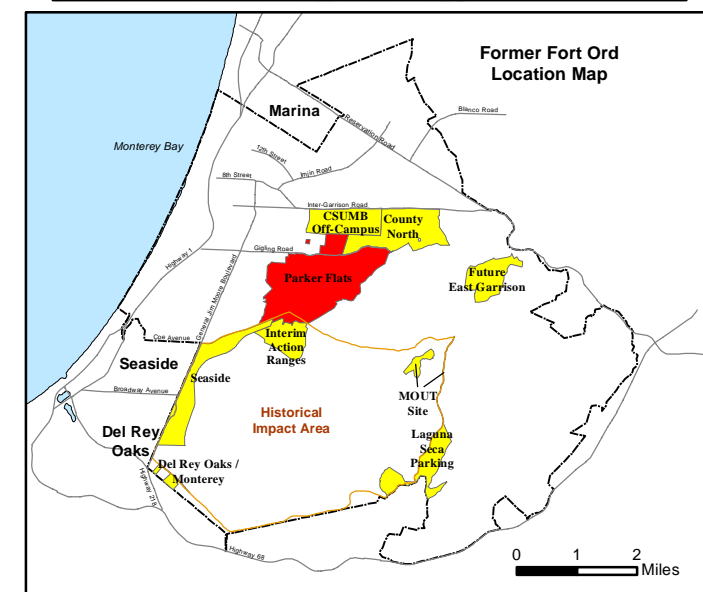 Former Fort Ord
Location Map
Marina
Blanco Road
Reservation Road
Monterey Bay
12th Street
Imjin Road
8th Street
Inter-Garrison Road
CSUMB
Off-Campus
County
North
Gigling Road
Highway 1
General Jim Moore Boulevard
Parker Flats
Future
East Garrison
Coe Avenue
Interim
Action
Ranges
Seaside
Seaside
Broadway Avenue
MOUT
Site
Historical
Impact Area
Del Rey
Oaks
Laguna
Seca
Parking
Del Rey Oaks /
Monterey
Highway 218
Highway 68
0 1 2
Miles